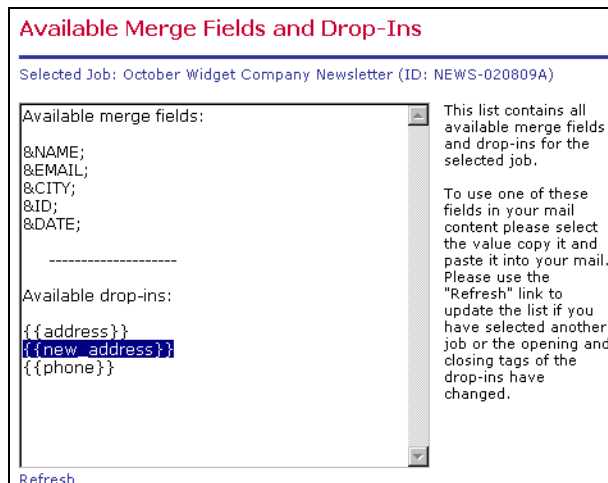 Available Merge Fields and Drop-Ins
Selected Job: October Widget Company Newsletter (ID: NEWS-020809A)
Available merge fields:
&NAME;
&EMAIL;
&CITY;
&ID;
&DATE;
--------------------
Available drop-ins:
{{address}}
{{new_address}}
{{phone}}
This list contains all
available merge fields
and drop-ins for the
selected job.
To use one of these
fields in your mail
content please select
the value copy it and
paste it into your mail.
Please use the
"Refresh" link to
update the list if you
have selected another
job or the opening and
closing tags of the
drop-ins have
changed.
Refresh